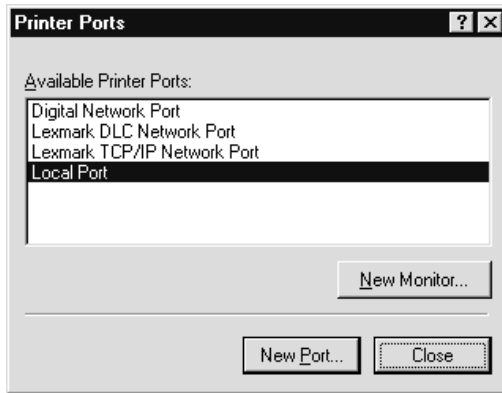 Printer Ports
Available Printer Ports:
Digital Network Port
Lexmark DLC Network Port
Lexmark TCP/IP Network Port
Local Port
New Monitor...
New Port...
Close